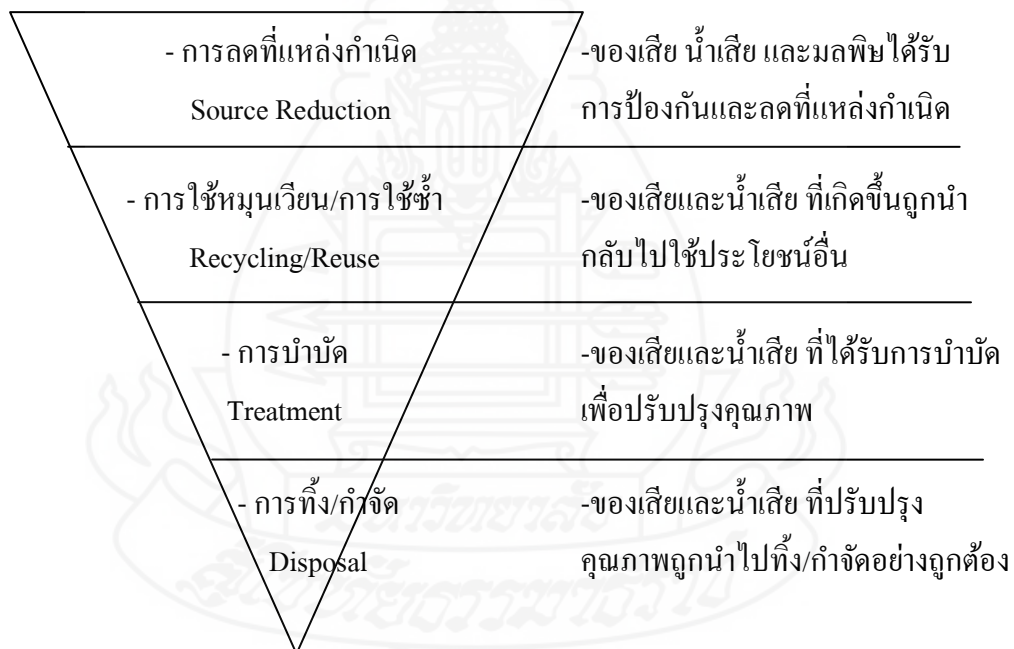 - การลดที่แหล่งกำเนิด
Source Reduction
-ของเสีย น้ำเสีย และมลพิษได้รับ
การป้องกันและลดที่แหล่งกำเนิด
- การใช้หมุนเวียน/การใช้ซ้ำ
Recycling/Reuse
-ของเสียและน้ำเสีย ที่เกิดขึ้นถูกนำ
กลับไปใช้ประโยชน์อื่น
- การบำบัด
Treatment
-ของเสียและน้ำเสีย ที่ได้รับการบำบัด
เพื่อปรับปรุงคุณภาพ
- การทิ้ง/กำจัด
Disposal
-ของเสียและน้ำเสีย ที่ปรับปรุง
คุณภาพถูกนำไปทิ้ง/กำจัดอย่างถูกต้อง